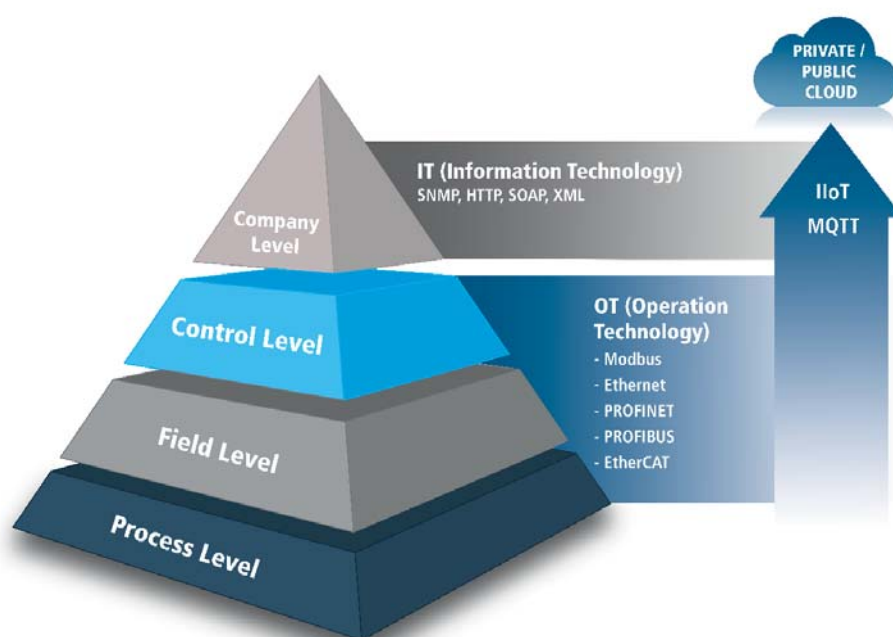 PRIVATE /
PUBLIC
CLOUD
IT (Information Technology)
SNMP, HTTP, SOAP, XML
IIoT
MQTT
Company
Level
Control Level
Field Level
Process Level
OT (Operation
Technology)
- Modbus
- Ethernet
- PROFINET
- PROFIBUS
- EtherCAT